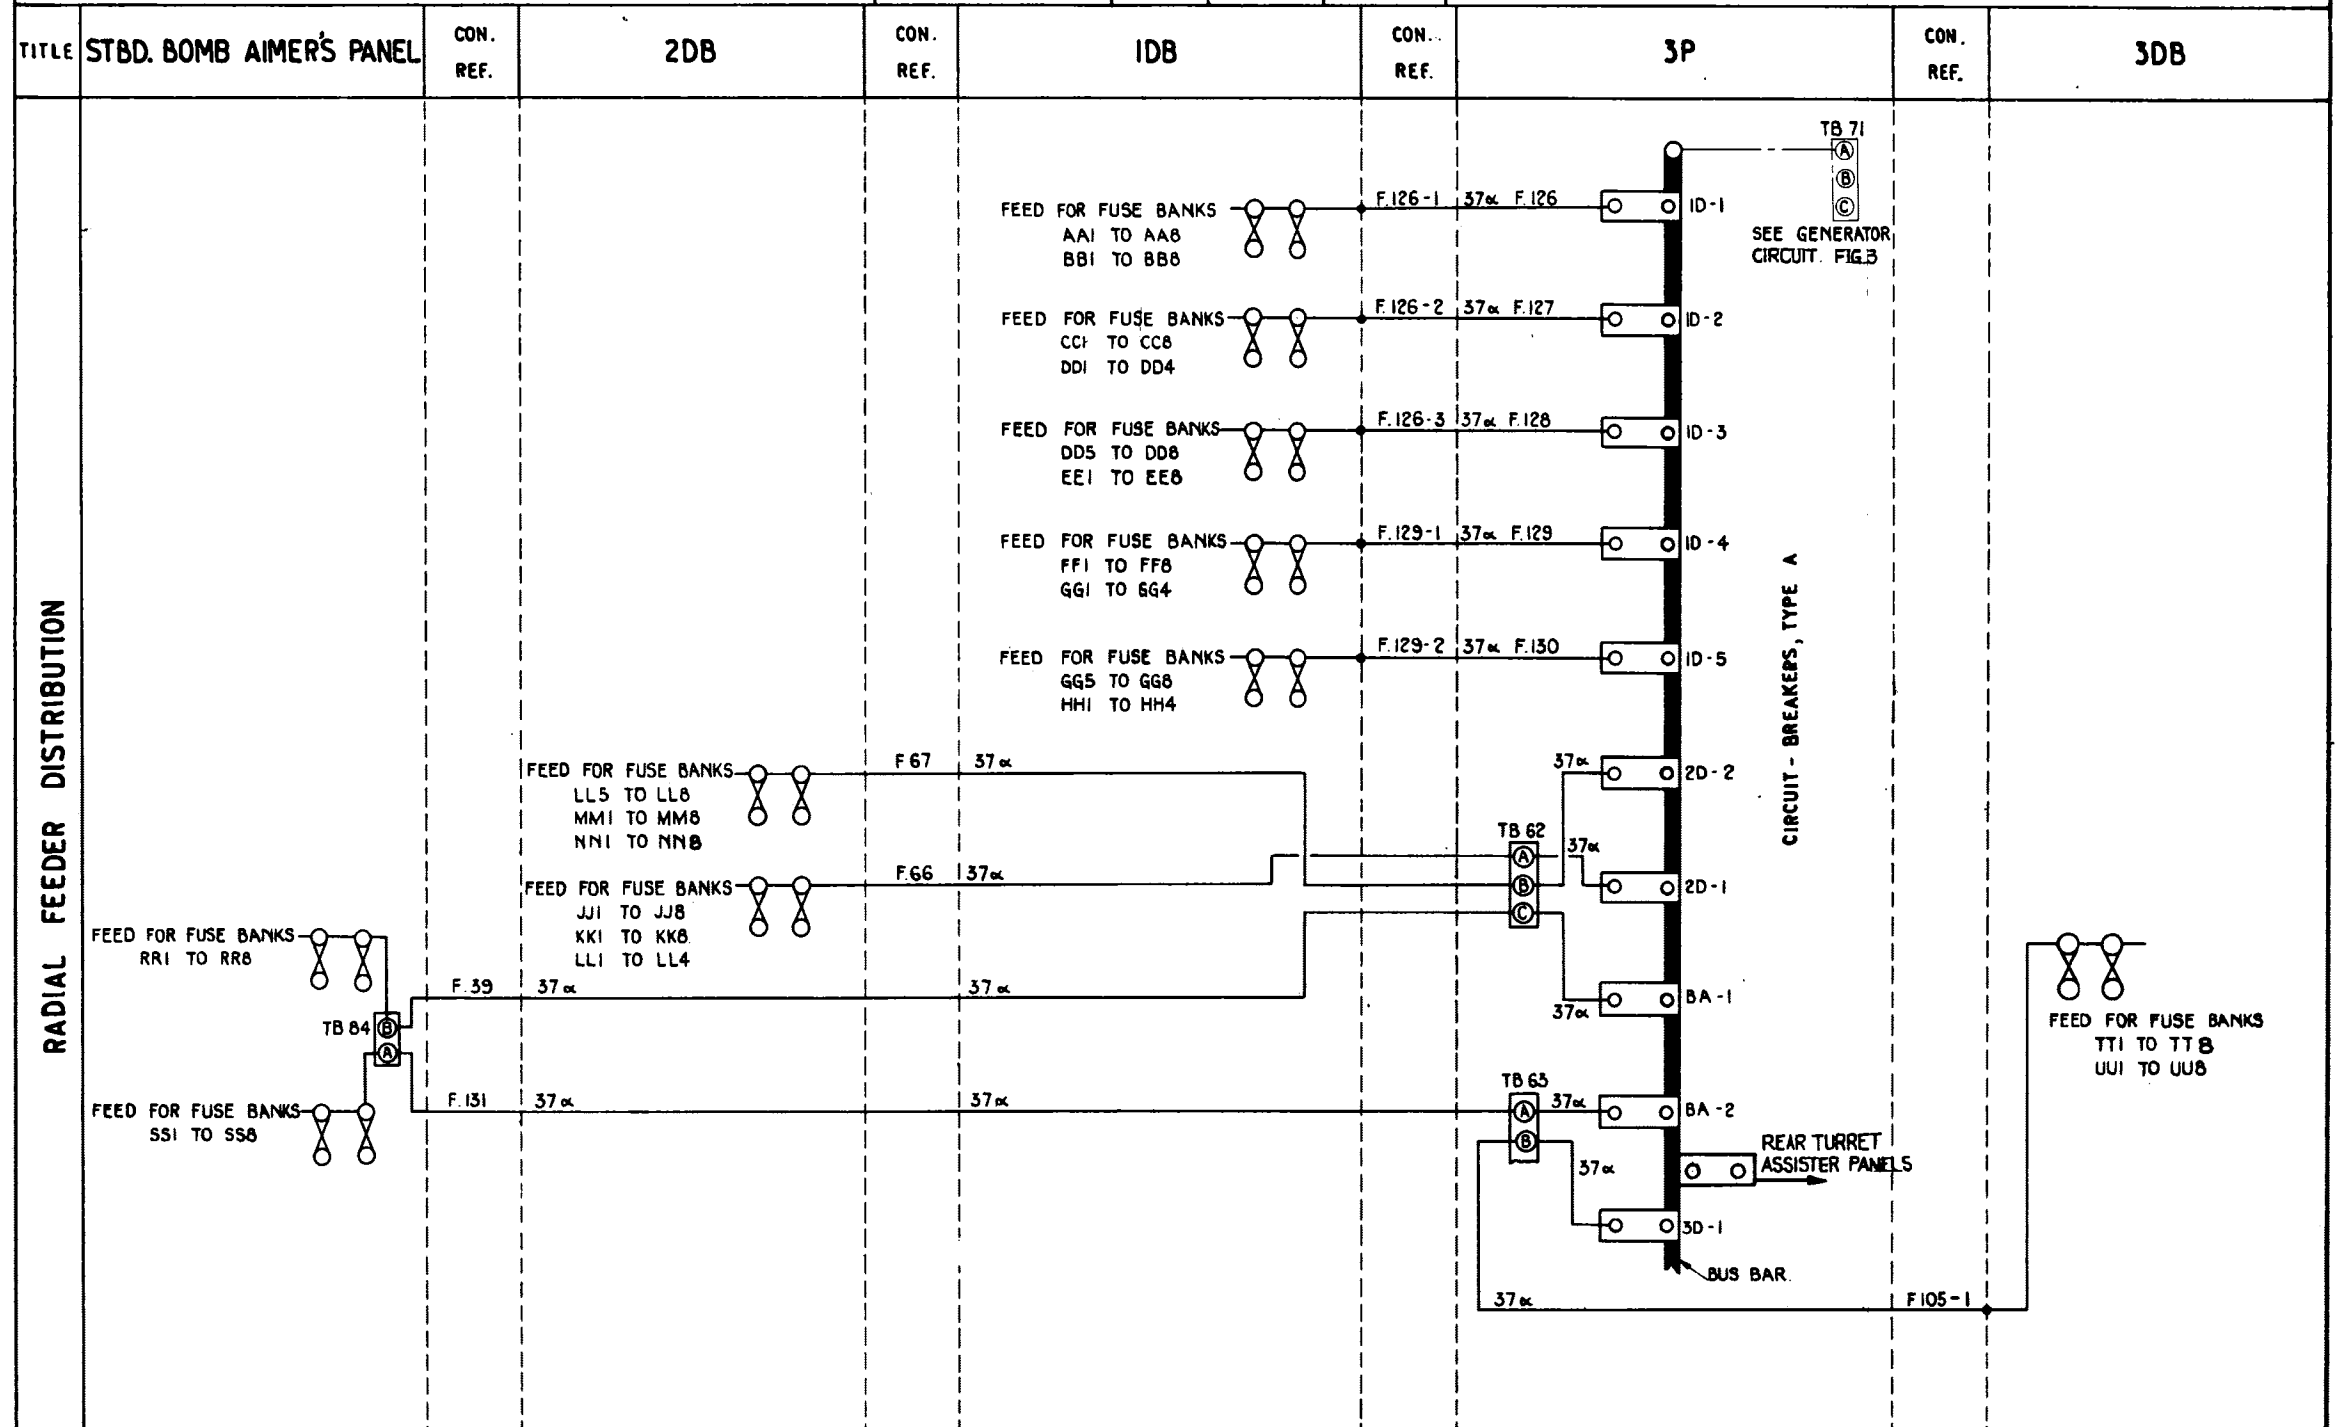 TITLE
STBD. BOMB AIMER'S PANEL
CON. REF.
2DB
CON. REF.
1DB
CON. REF.
3P
CON. REF.
3DB
RADIAL FEEDER DISTRIBUTION
TB 71
A
B
C
SEE GENERATOR
CIRCUIT. FIG.3
FEED FOR FUSE BANKS
AA1 TO AA8
BB1 TO BB8
F.126-1
37α F.126
1D-1
FEED FOR FUSE BANKS
CC1 TO CC8
DD1 TO DD4
F.126-2
37α F.127
1D-2
FEED FOR FUSE BANKS
DD5 TO DD8
EE1 TO EE8
F.126-3
37α F.128
1D-3
FEED FOR FUSE BANKS
FF1 TO FF8
GG1 TO GG4
F.129-1
37α F.129
1D-4
FEED FOR FUSE BANKS
GG5 TO GG8
HH1 TO HH4
F.129-2
37α F.130
1D-5
CIRCUIT-BREAKERS, TYPE A
FEED FOR FUSE BANKS
LL5 TO LL8
MM1 TO MM8
NN1 TO NN8
F 67
37α
37α
2D-2
TB 62
A
B
C
37α
FEED FOR FUSE BANKS
JJ1 TO JJ8
KK1 TO KK8.
LL1 TO LL4
F.66
37α
2D-1
FEED FOR FUSE BANKS
RR1 TO RR8
F.39
37α
37α
37α
BA-1
TB 84
B
A
FEED FOR FUSE BANKS
SS1 TO SS8
F.131
37α
37α
TB 63
A
B
37α
BA-2
37α
REAR TURRET
ASSISTER PANELS
3D-1
BUS BAR.
37α
F105-1
FEED FOR FUSE BANKS
TT1 TO TT8
UU1 TO UU8